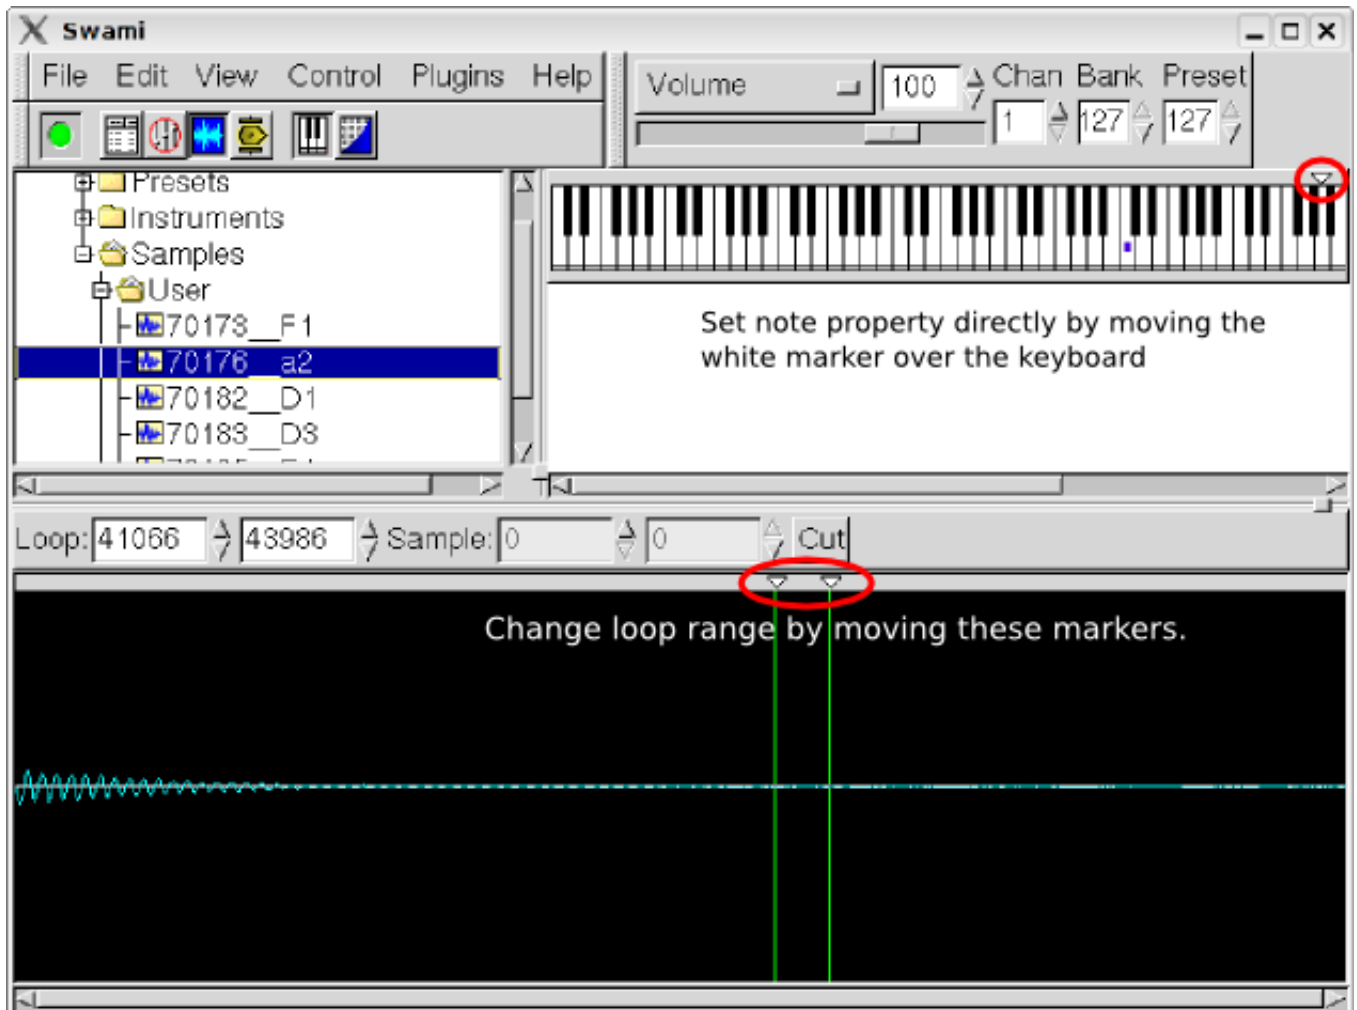 Swami
File Edit View Control Plugins Help
Volume 100 Chan Bank Preset
1 127 127
Presets
Instruments
Samples
User
70173__F1
70176__a2
70182__D1
70183__D3
Set note property directly by moving the
white marker over the keyboard
Loop: 41066 43986 Sample: 0 0 Cut
Change loop range by moving these markers.